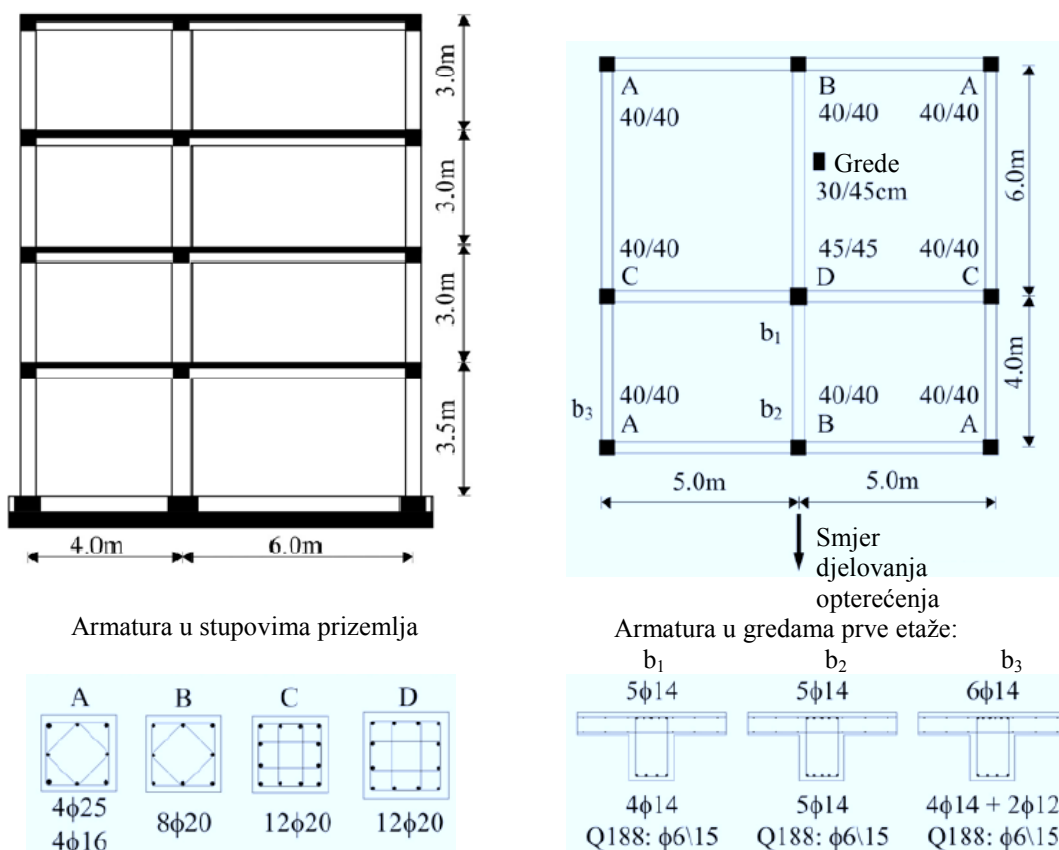 3.0m
3.0m
3.0m
3.5m
4.0m
6.0m
A
B
A
40/40
40/40
40/40
Grede
30/45cm
6.0m
40/40
45/45
40/40
C
D
C
b₁
4.0m
b₃
40/40
b₂
40/40
40/40
A
B
A
5.0m
5.0m
Smjer
djelovanja
opterećenja
Armatura u stupovima prizemlja
A
B
C
D
4ϕ25
4ϕ16
8ϕ20
12ϕ20
12ϕ20
Armatura u gredama prve etaže:
b₁
b₂
b₃
5ϕ14
5ϕ14
6ϕ14
4ϕ14
5ϕ14
4ϕ14 + 2ϕ12
Q188: ϕ6\15
Q188: ϕ6\15
Q188: ϕ6\15